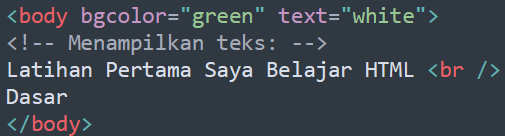 <body bgcolor="green" text="white">
<!-- Menampilkan teks: -->
Latihan Pertama Saya Belajar HTML <br />
Dasar
</body>